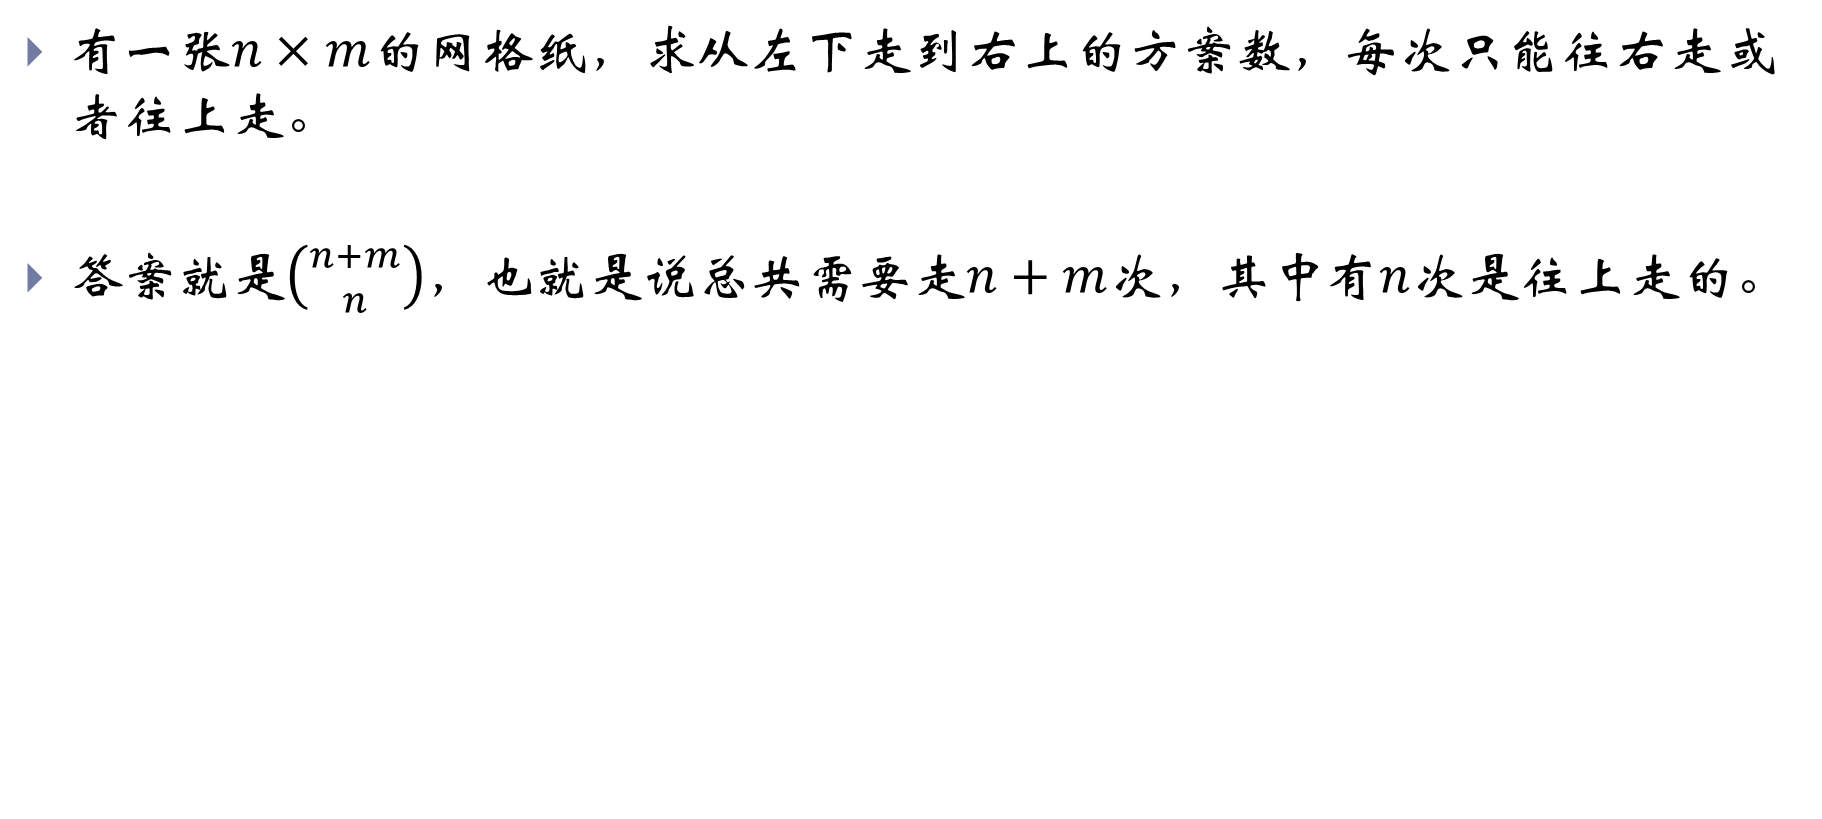 有一张n × m的网格纸，求从左下走到右上的方案数，每次只能往右走或
者往上走。
答案就是(n+m n)，也就是说总共需要走n + m次，其中有n次是往上走的。